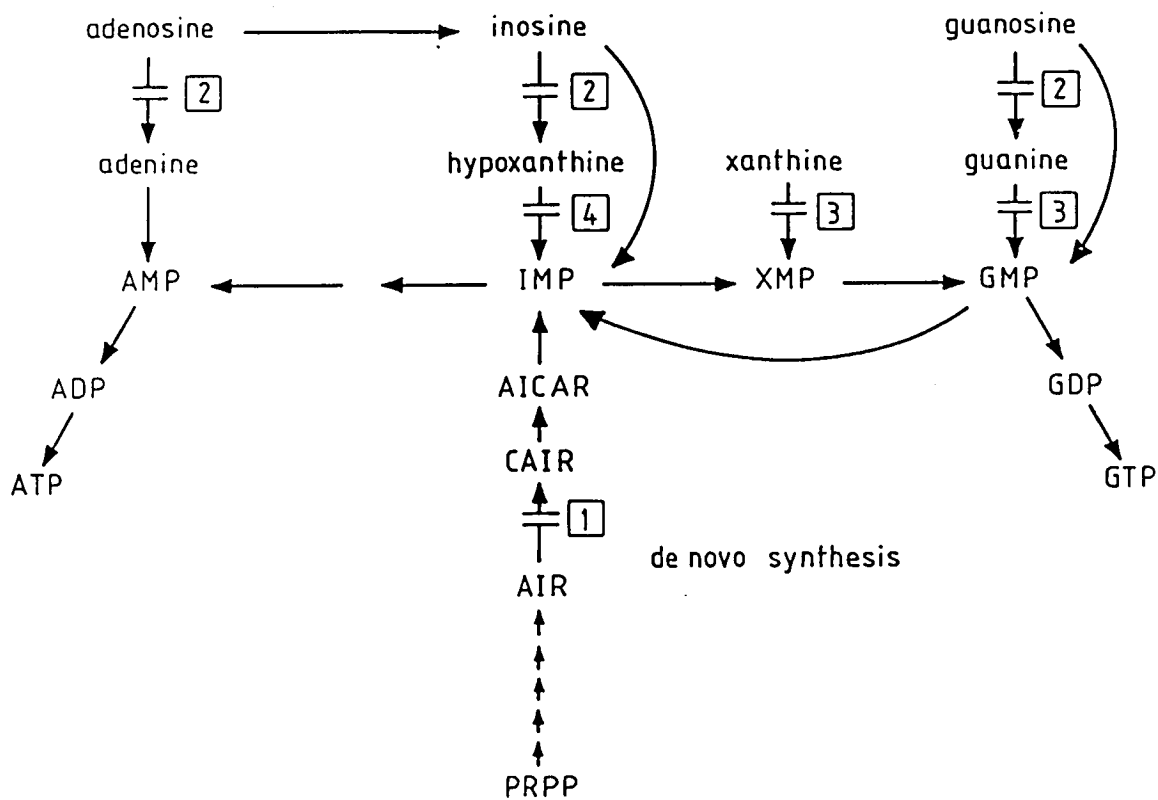 adenosine inosine guanosine
2 2 2
adenine hypoxanthine xanthine guanine
4 3 3
AMP IMP XMP GMP
ADP AICAR GDP
CAIR
ATP GTP
1
de novo synthesis
AIR
PRPP